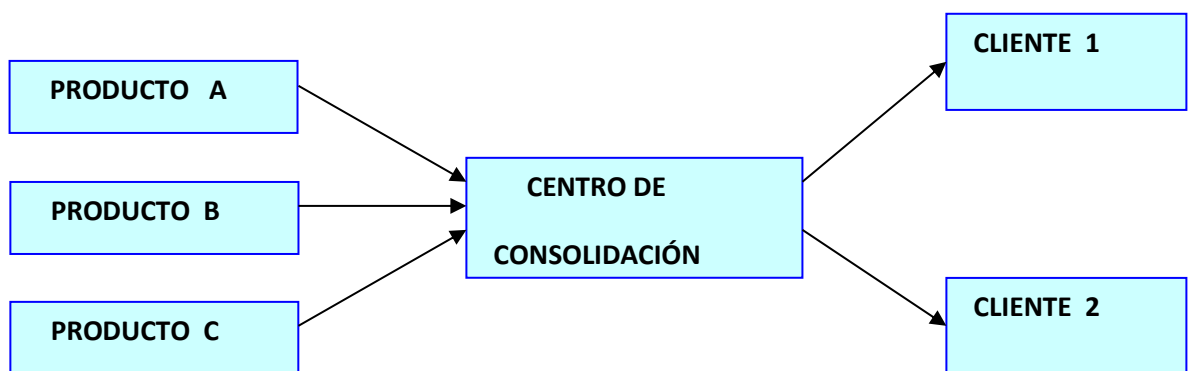 PRODUCTO A
PRODUCTO B
PRODUCTO C
CENTRO DE
CONSOLIDACIÓN
CLIENTE 1
CLIENTE 2